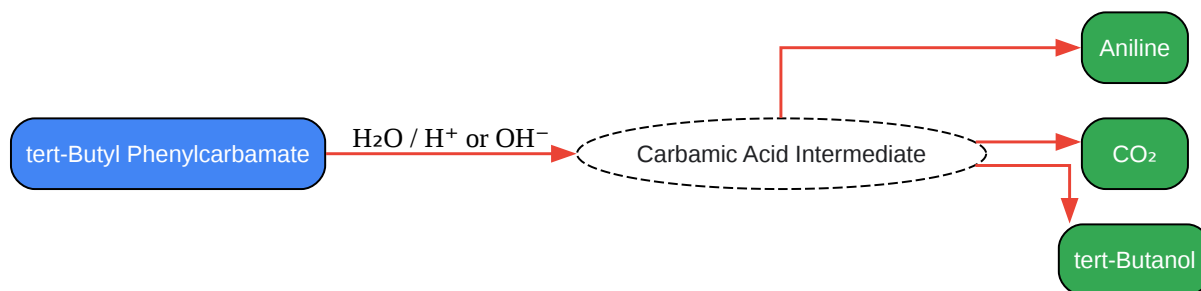 Aniline
tert-Butyl Phenylcarbamate
H₂O / H⁺ or OH⁻
Carbamic Acid Intermediate
CO₂
tert-Butanol